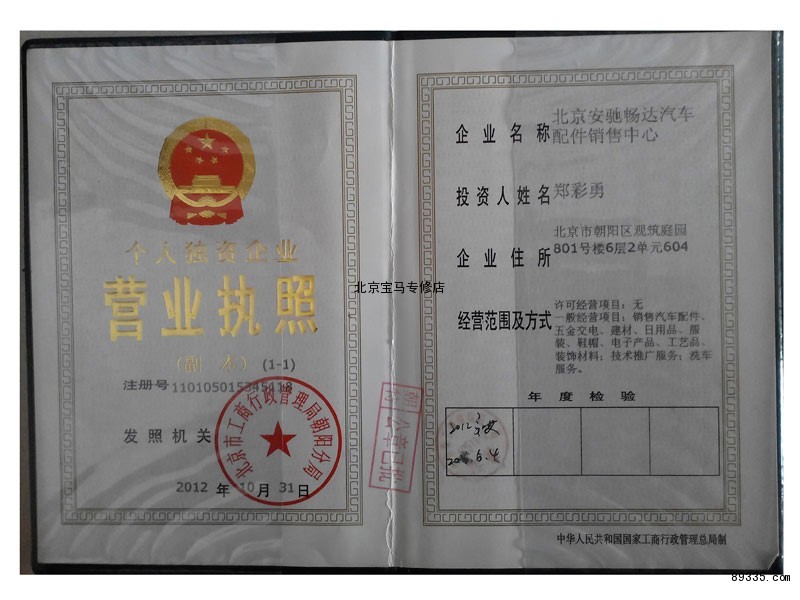 个人独资企业
营业执照
（副 本） (1-1)
注册号 110105015345118
发照机关
北京市工商行政管理局朝阳分局
2012 年 10 月 31 日
北京宝马专修店
企业名称 北京安驰畅达汽车
配件销售中心
投资人姓名 郑彩勇
企业住所 北京市朝阳区观筑庭园
801号楼6层2单元604
经营范围及方式 许可经营项目：无
一般经营项目：销售汽车配件、
五金交电、建材、日用品、服
装、鞋帽、电子产品、工艺品、
装饰材料；技术推广服务；洗车
服务。
年度检验
2012
中华人民共和国国家工商行政管理总局制
89335.com